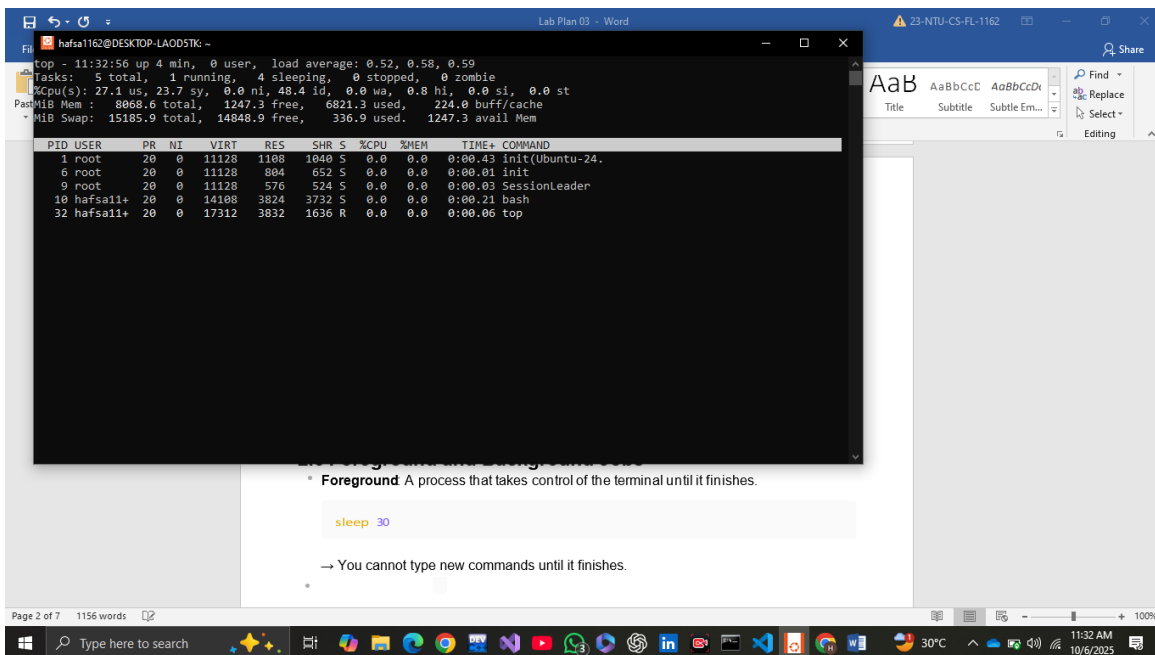 Lab Plan 03 - Word
23-NTU-CS-FL-1162
Fil
Share
hafsa1162@DESKTOP-LAOD5TK: ~
top - 11:32:56 up 4 min,  0 user,  load average: 0.52, 0.58, 0.59
Tasks:   5 total,   1 running,   4 sleeping,   0 stopped,   0 zombie
%Cpu(s): 27.1 us, 23.7 sy,  0.0 ni, 48.4 id,  0.0 wa,  0.8 hi,  0.0 si,  0.0 st
MiB Mem :   8068.6 total,   1247.3 free,   6821.3 used,    224.0 buff/cache
MiB Swap:  15185.9 total,  14848.9 free,    336.9 used.   1247.3 avail Mem
PID USER      PR  NI    VIRT    RES    SHR S  %CPU  %MEM     TIME+ COMMAND
1 root      20   0   11128   1108   1040 S   0.0   0.0   0:00.43 init(Ubuntu-24.
6 root      20   0   11128    804    652 S   0.0   0.0   0:00.01 init
9 root      20   0   11128    576    524 S   0.0   0.0   0:00.03 SessionLeader
10 hafsa11+  20   0   14108   3824   3732 S   0.0   0.0   0:00.21 bash
32 hafsa11+  20   0   17312   3832   1636 R   0.0   0.0   0:00.06 top
Past
AaB
Title
AaBbCcD
Subtitle
AaBbCcDc
Subtle Em...
Find
Replace
Select
Editing
Foreground and Background Jobs
Foreground: A process that takes control of the terminal until it finishes.
sleep 30
→ You cannot type new commands until it finishes.
Page 2 of 7 1156 words
100%
Type here to search
30°C
11:32 AM
10/6/2025